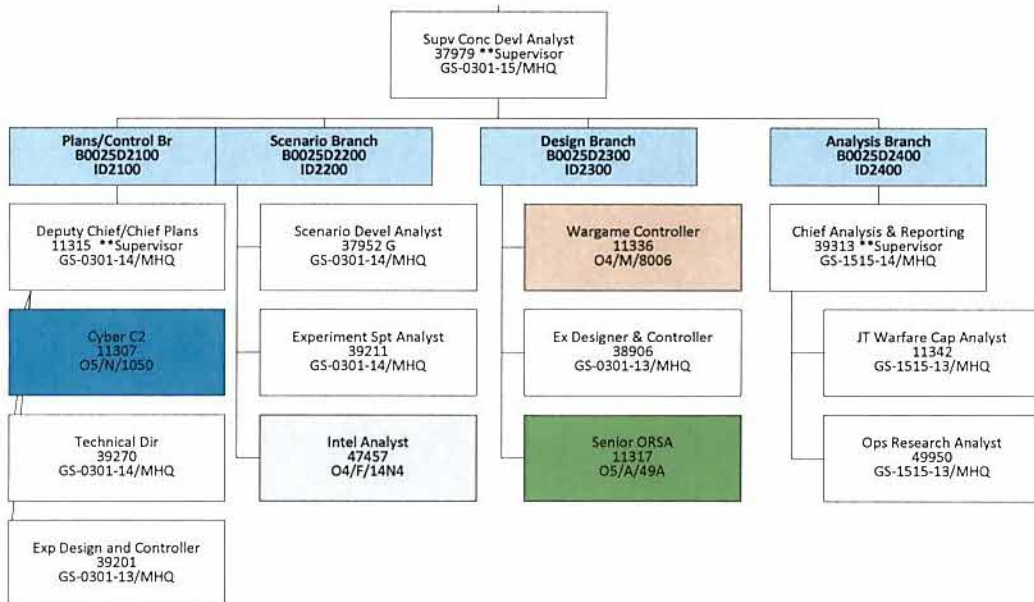 Supv Conc Devl Analyst
37979 **Supervisor
GS-0301-15/MHQ
Plans/Control Br
B0025D2100
ID2100
Deputy Chief/Chief Plans
11315 **Supervisor
GS-0301-14/MHQ
Cyber C2
11307
O5/N/1050
Technical Dir
39270
GS-0301-14/MHQ
Exp Design and Controller
39201
GS-0301-13/MHQ
Scenario Branch
B0025D2200
ID2200
Scenario Devel Analyst
37952 G
GS-0301-14/MHQ
Experiment Spt Analyst
39211
GS-0301-14/MHQ
Intel Analyst
47457
O4/F/14N4
Design Branch
B0025D2300
ID2300
Wargame Controller
11336
O4/M/8006
Ex Designer & Controller
38906
GS-0301-13/MHQ
Senior ORSA
11317
O5/A/49A
Analysis Branch
B0025D2400
ID2400
Chief Analysis & Reporting
39313 **Supervisor
GS-1515-14/MHQ
JT Warfare Cap Analyst
11342
GS-1515-13/MHQ
Ops Research Analyst
49950
GS-1515-13/MHQ